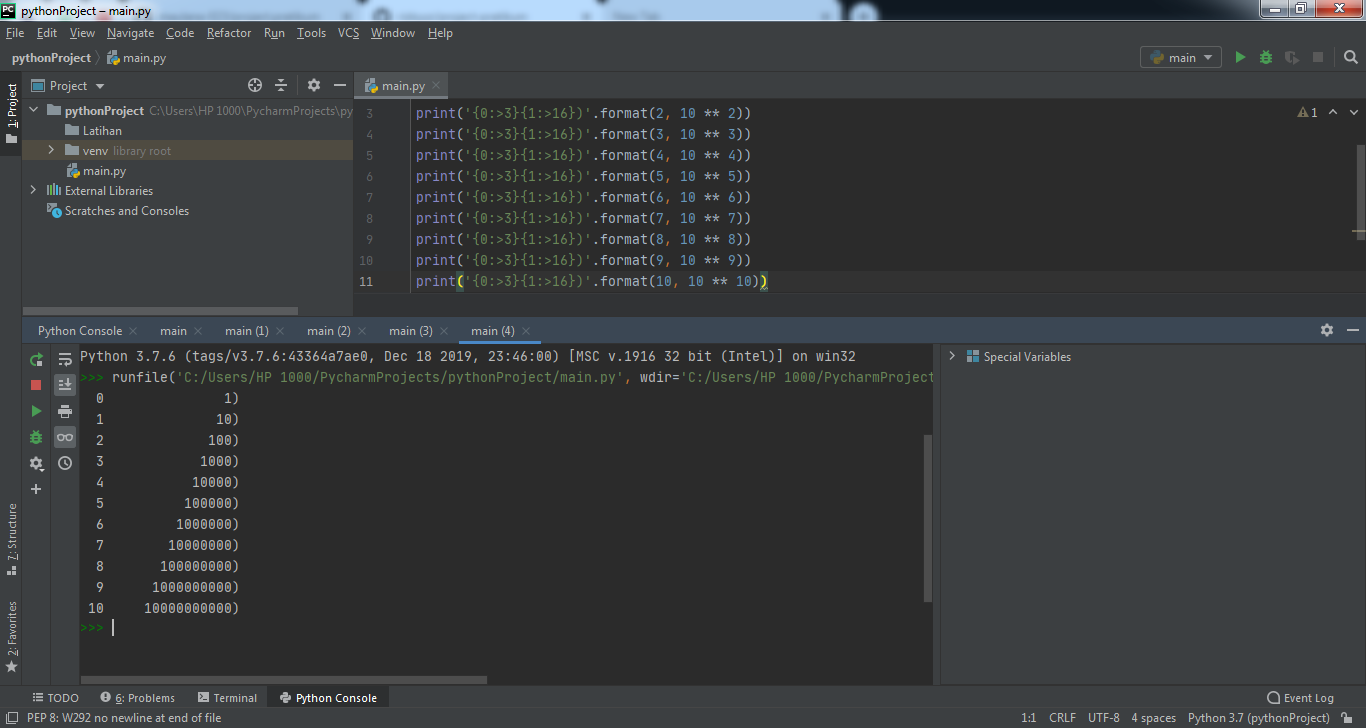 PC pythonProject – main.py
File Edit View Navigate Code Refactor Run Tools VCS Window Help
pythonProject main.py main
1: Project
Project
pythonProject C:\Users\HP 1000\PycharmProjects\py
Latihan
venv library root
main.py
External Libraries
Scratches and Consoles
main.py
3 print('{0:>3}{1:>16})'.format(2, 10 ** 2))
4 print('{0:>3}{1:>16})'.format(3, 10 ** 3))
5 print('{0:>3}{1:>16})'.format(4, 10 ** 4))
6 print('{0:>3}{1:>16})'.format(5, 10 ** 5))
7 print('{0:>3}{1:>16})'.format(6, 10 ** 6))
8 print('{0:>3}{1:>16})'.format(7, 10 ** 7))
9 print('{0:>3}{1:>16})'.format(8, 10 ** 8))
10 print('{0:>3}{1:>16})'.format(9, 10 ** 9))
11 print('{0:>3}{1:>16})'.format(10, 10 ** 10))
1
Python Console main main (1) main (2) main (3) main (4)
Python 3.7.6 (tags/v3.7.6:43364a7ae0, Dec 18 2019, 23:46:00) [MSC v.1916 32 bit (Intel)] on win32
>>> runfile('C:/Users/HP 1000/PycharmProjects/pythonProject/main.py', wdir='C:/Users/HP 1000/PycharmProject
0 1)
1 10)
2 100)
3 1000)
4 10000)
5 100000)
6 1000000)
7 10000000)
8 100000000)
9 1000000000)
10 10000000000)
>>>
Special Variables
7: Structure
2: Favorites
TODO 6: Problems Terminal Python Console Event Log
PEP 8: W292 no newline at end of file 1:1 CRLF UTF-8 4 spaces Python 3.7 (pythonProject)